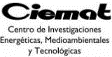 Ciemat
Centro de Investigaciones
Energéticas, Medioambientales
y Tecnológicas